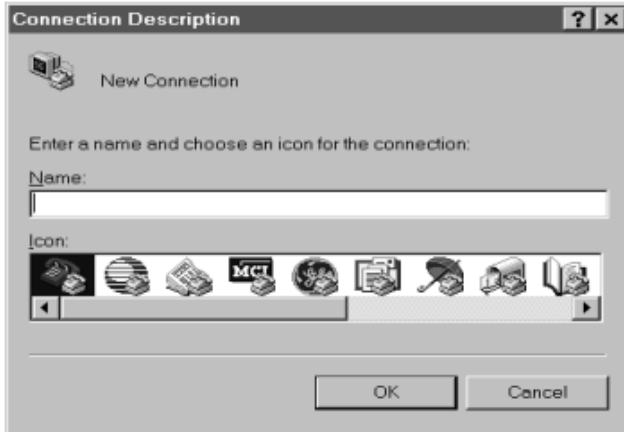 Connection Description
New Connection
Enter a name and choose an icon for the connection:
Name:
Icon:
MCI
OK
Cancel